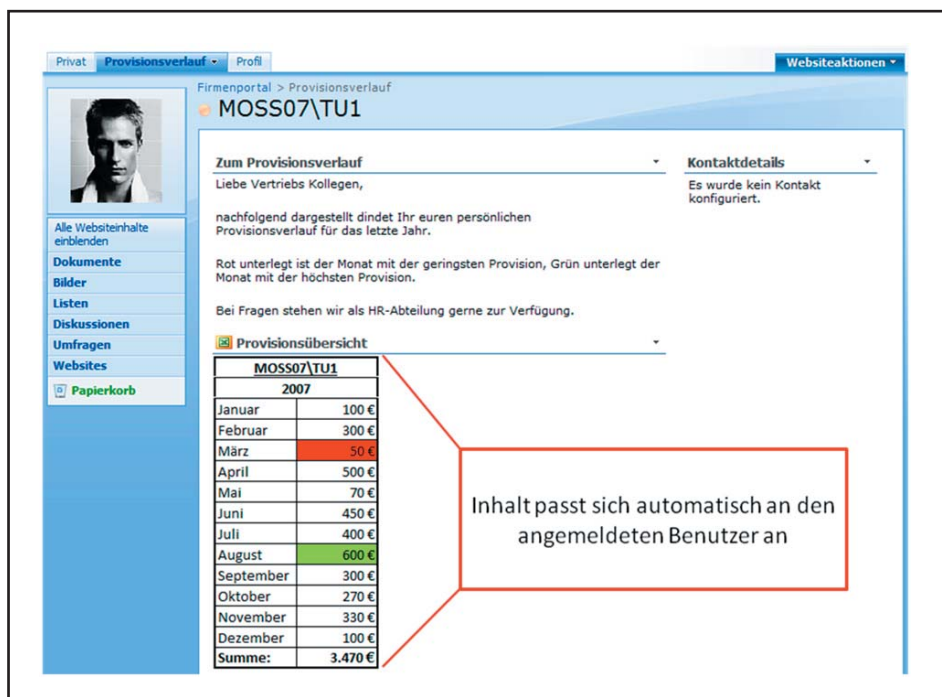 Privat Provisionsverlauf Profil Websiteaktionen
Firmenportal > Provisionsverlauf
MOSS07\TU1
Zum Provisionsverlauf
Liebe Vertriebs Kollegen,
nachfolgend dargestellt dindet Ihr euren persönlichen
Provisionsverlauf für das letzte Jahr.
Rot unterlegt ist der Monat mit der geringsten Provision, Grün unterlegt der
Monat mit der höchsten Provision.
Bei Fragen stehen wir als HR-Abteilung gerne zur Verfügung.
Kontaktdetails
Es wurde kein Kontakt
konfiguriert.
Alle Websiteinhalte
einblenden
Dokumente
Bilder
Listen
Diskussionen
Umfragen
Websites
Papierkorb
Provisionsübersicht
MOSS07\TU1
2007
Januar 100 €
Februar 300 €
März 50 €
April 500 €
Mai 70 €
Juni 450 €
Juli 400 €
August 600 €
September 300 €
Oktober 270 €
November 330 €
Dezember 100 €
Summe: 3.470 €
Inhalt passt sich automatisch an den
angemeldeten Benutzer an